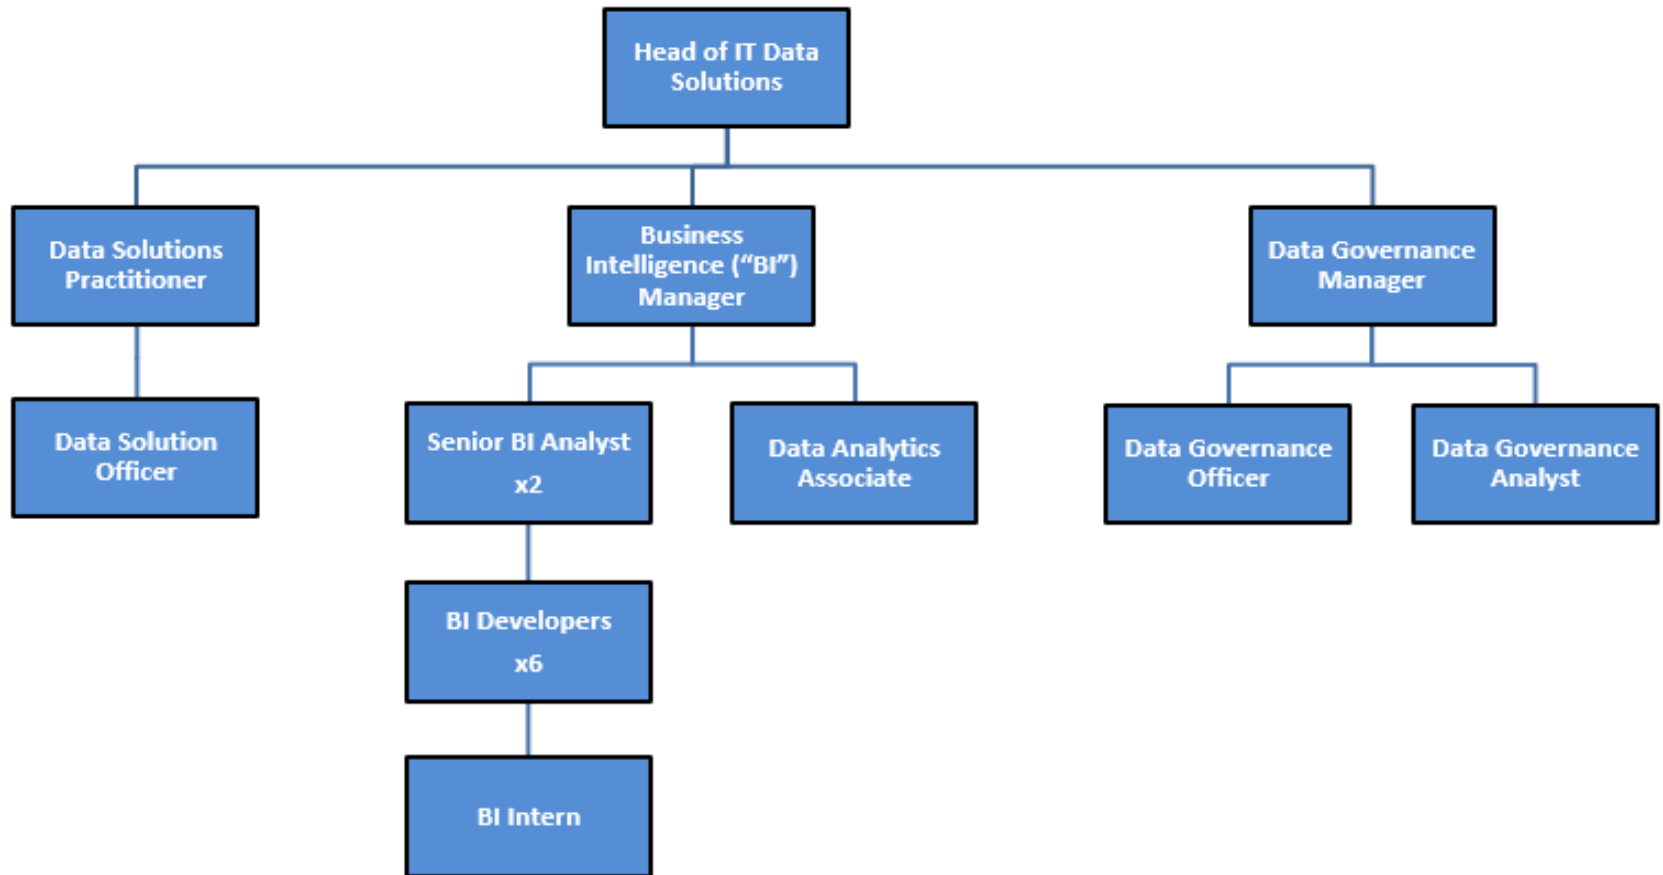 Head of IT Data
Solutions
Data Solutions
Practitioner
Business
Intelligence (“BI”)
Manager
Data Governance
Manager
Data Solution
Officer
Senior BI Analyst
x2
Data Analytics
Associate
Data Governance
Officer
Data Governance
Analyst
BI Developers
x6
BI Intern